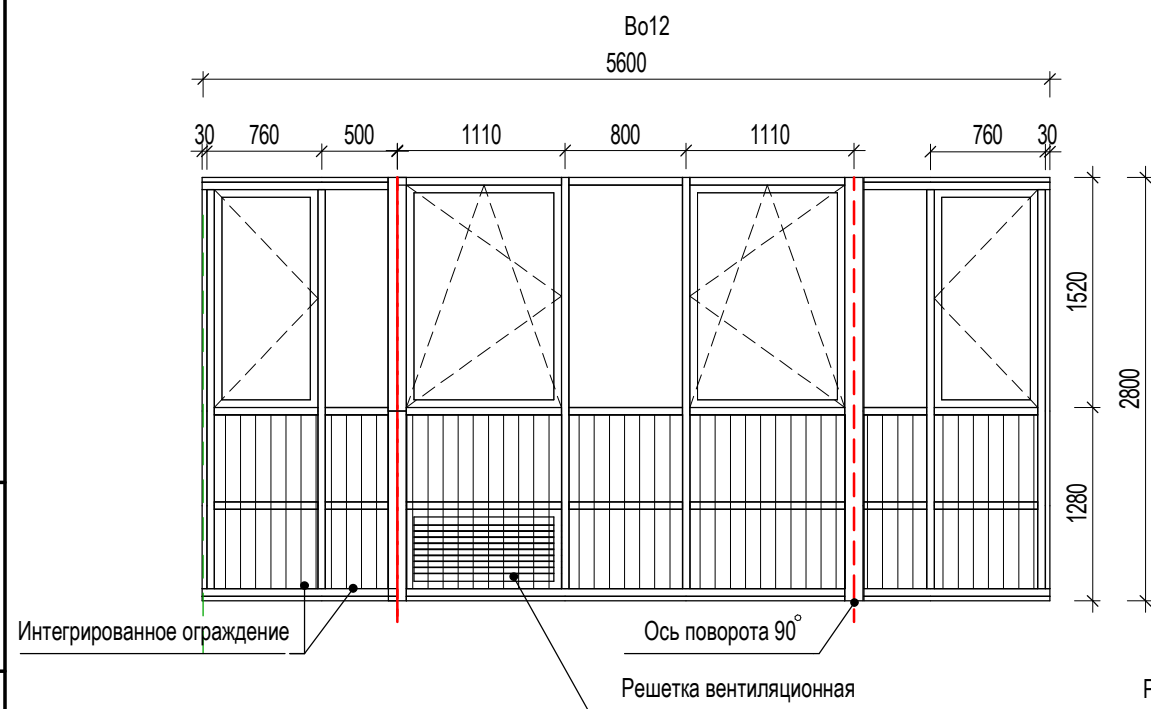 Во12
5600
30 760 500 1110 800 1110 760 30
1520
2800
1280
Интегрированное ограждение
Ось поворота 90°
Решетка вентиляционная
Р